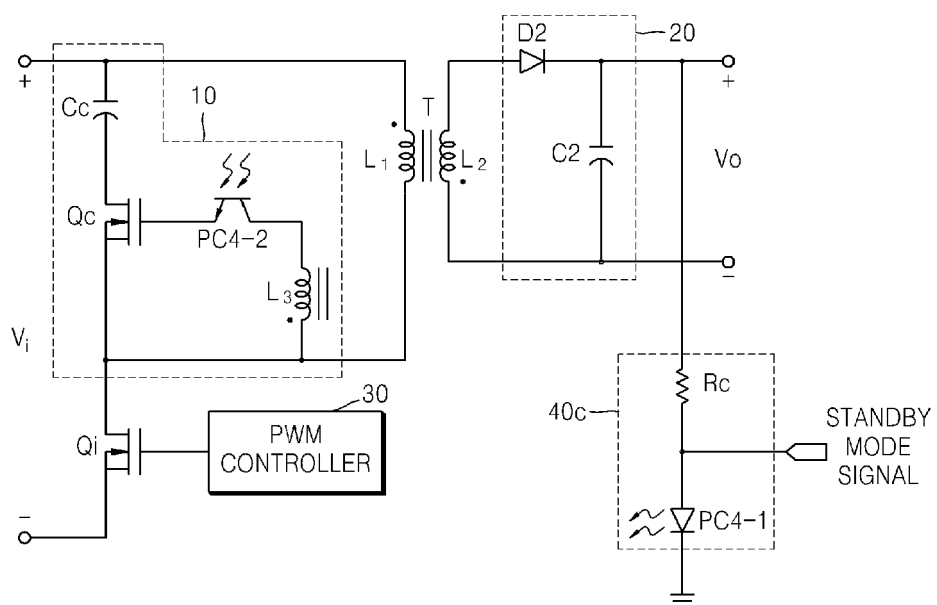 D2
20
+
Cc
10
T
L1
L2
C2
+
Vo
Qc
PC4-2
L3
−
Vi
Rc
40c
30
STANDBY
MODE
SIGNAL
Qi
PWM
CONTROLLER
PC4-1
−